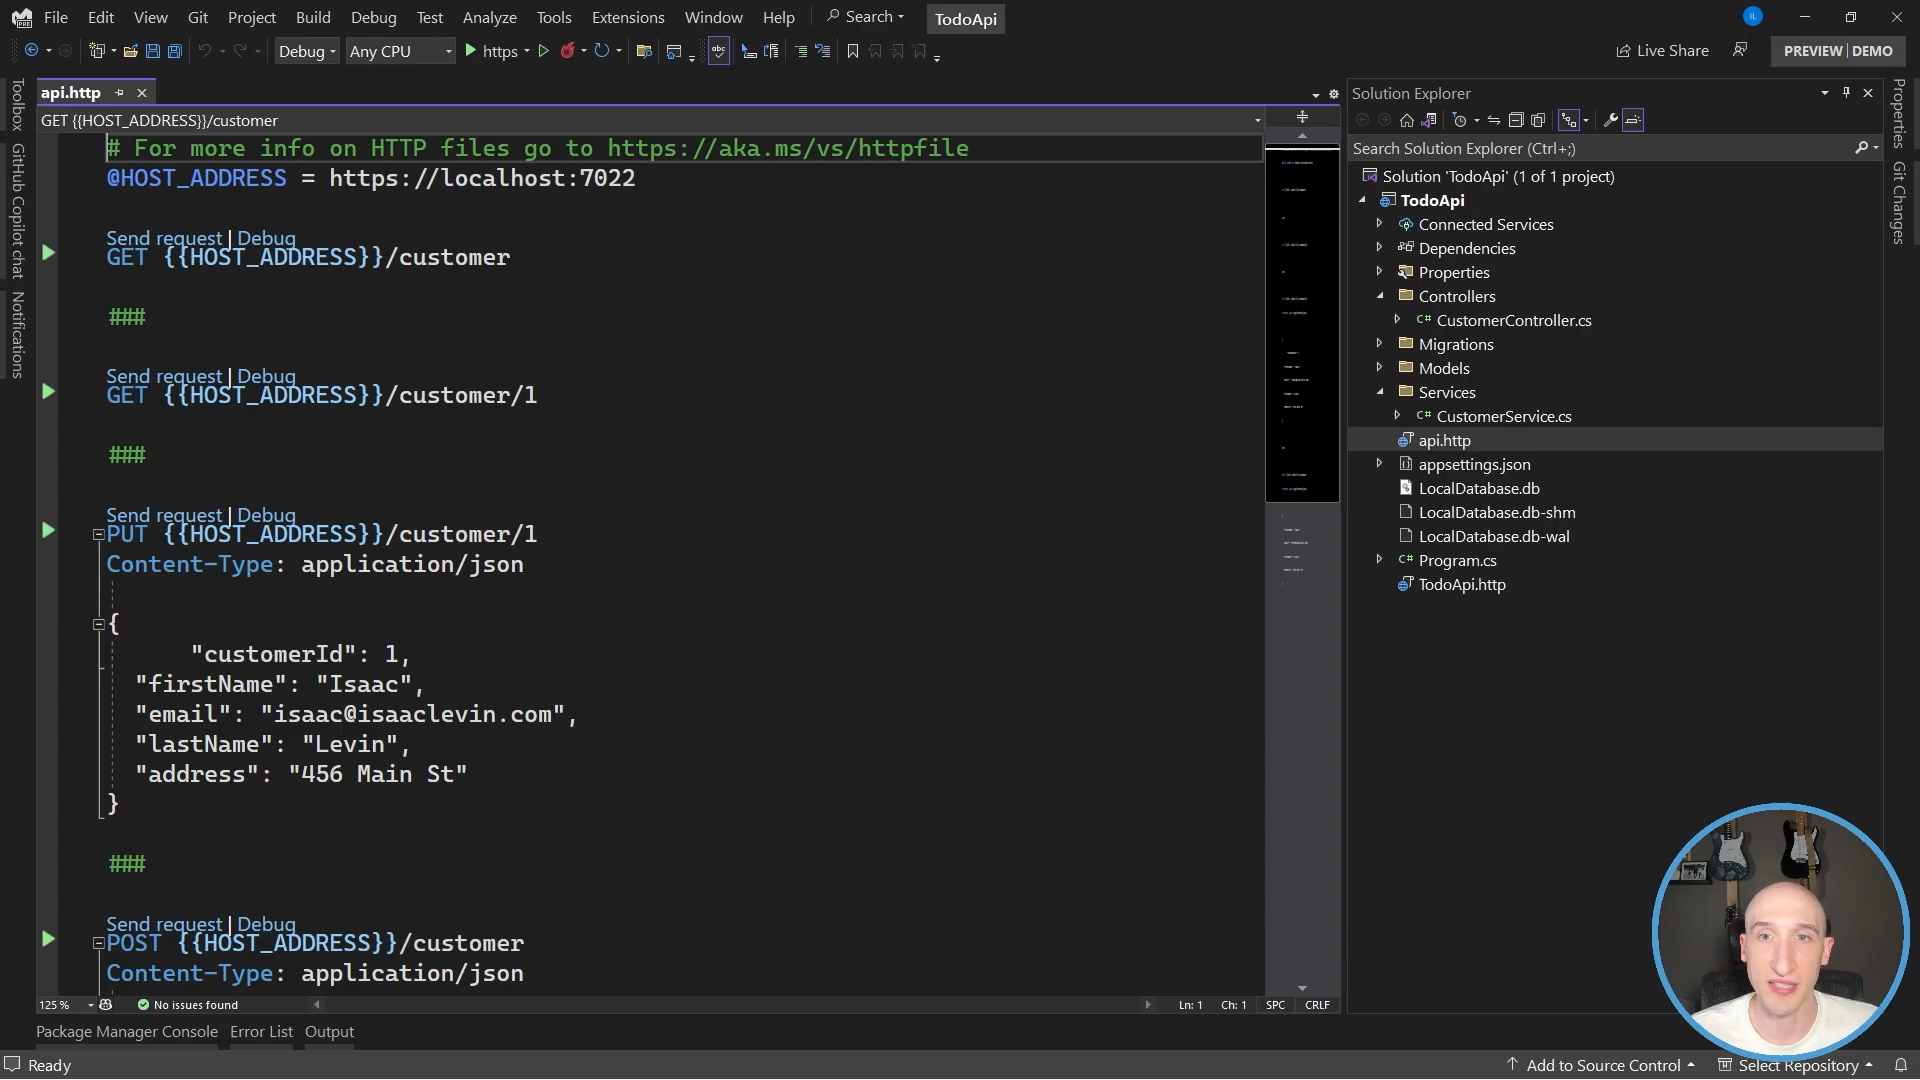 File Edit View Git Project Build Debug Test Analyze Tools Extensions Window Help Search TodoApi IL
Debug Any CPU https abc Live Share PREVIEW | DEMO
Toolbox
GitHub Copilot chat
Notifications
api.http
GET {{HOST_ADDRESS}}/customer
# For more info on HTTP files go to https://aka.ms/vs/httpfile
@HOST_ADDRESS = https://localhost:7022
Send request | Debug
GET {{HOST_ADDRESS}}/customer
###
Send request | Debug
GET {{HOST_ADDRESS}}/customer/1
###
Send request | Debug
PUT {{HOST_ADDRESS}}/customer/1
Content-Type: application/json
{
"customerId": 1,
"firstName": "Isaac",
"email": "isaac@isaaclevin.com",
"lastName": "Levin",
"address": "456 Main St"
}
###
Send request | Debug
POST {{HOST_ADDRESS}}/customer
Content-Type: application/json
125 % No issues found Ln: 1 Ch: 1 SPC CRLF
Package Manager Console Error List Output
Ready Add to Source Control Select Repository
Solution Explorer
Search Solution Explorer (Ctrl+;)
Solution 'TodoApi' (1 of 1 project)
TodoApi
Connected Services
Dependencies
Properties
Controllers
C# CustomerController.cs
Migrations
Models
Services
C# CustomerService.cs
api.http
appsettings.json
LocalDatabase.db
LocalDatabase.db-shm
LocalDatabase.db-wal
C# Program.cs
TodoApi.http
Properties
Git Changes